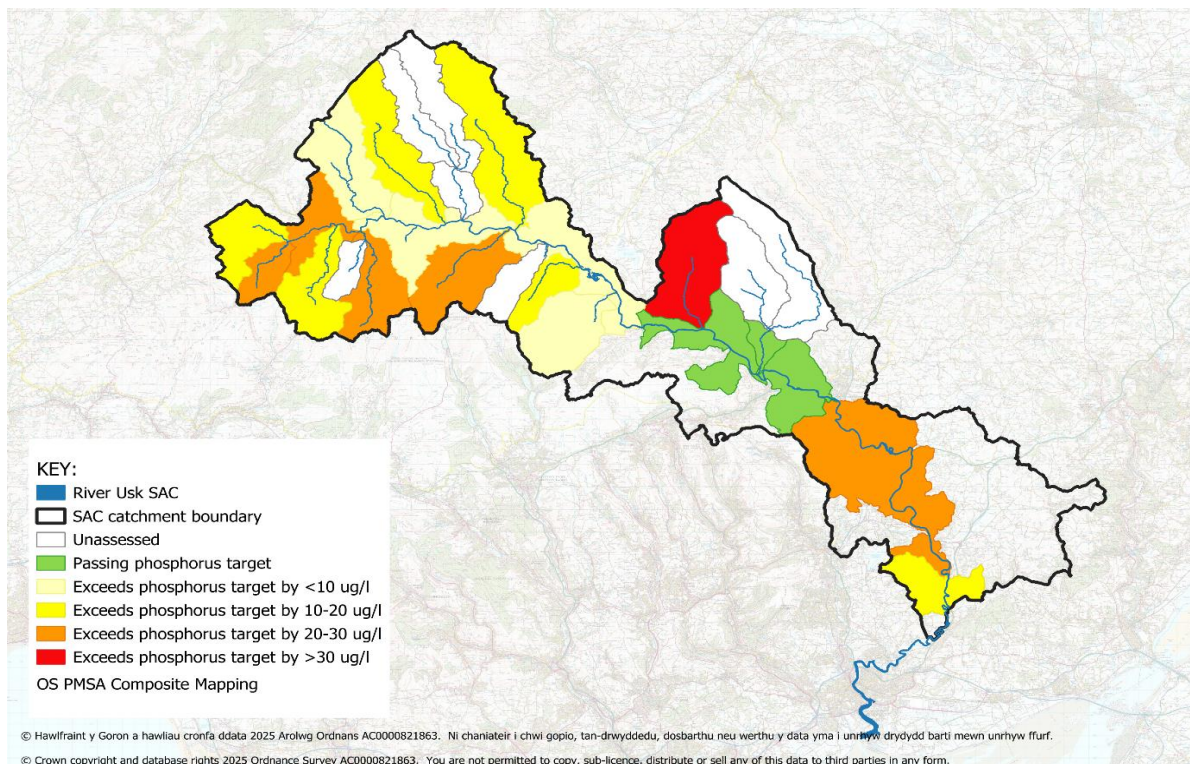 KEY:
River Usk SAC
SAC catchment boundary
Unassessed
Passing phosphorus target
Exceeds phosphorus target by <10 ug/l
Exceeds phosphorus target by 10-20 ug/l
Exceeds phosphorus target by 20-30 ug/l
Exceeds phosphorus target by >30 ug/l
OS PMSA Composite Mapping
© Hawlfraint y Goron a hawliau cronfa ddata 2025 Arolwg Ordnans AC0000821863. Ni chaniateir i chwi gopio, tan-drwyddedu, dosbarthu neu werthu y data yma i unrhyw drydydd barti mewn unrhyw ffurf.
© Crown copyright and database rights 2025 Ordnance Survey AC0000821863. You are not permitted to copy, sub-licence, distribute or sell any of this data to third parties in any form.